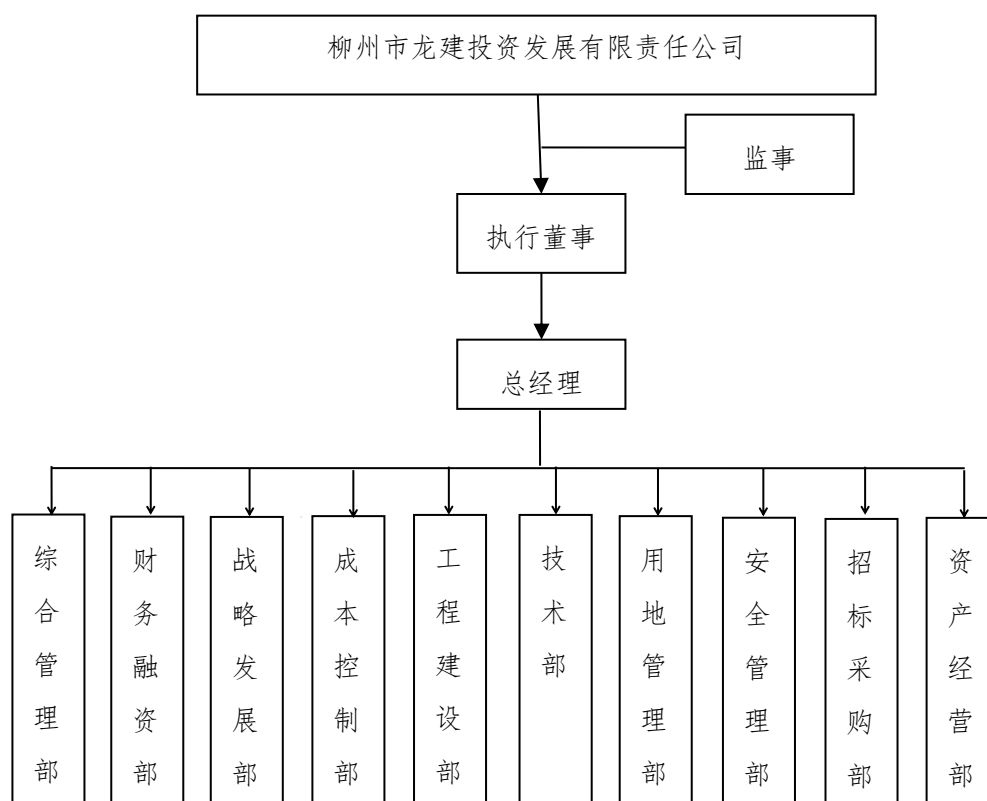 柳州市龙建投资发展有限责任公司
监事
执行董事
总经理
综合管理部
财务融资部
战略发展部
成本控制部
工程建设部
技术部
用地管理部
安全管理部
招标采购部
资产经营部